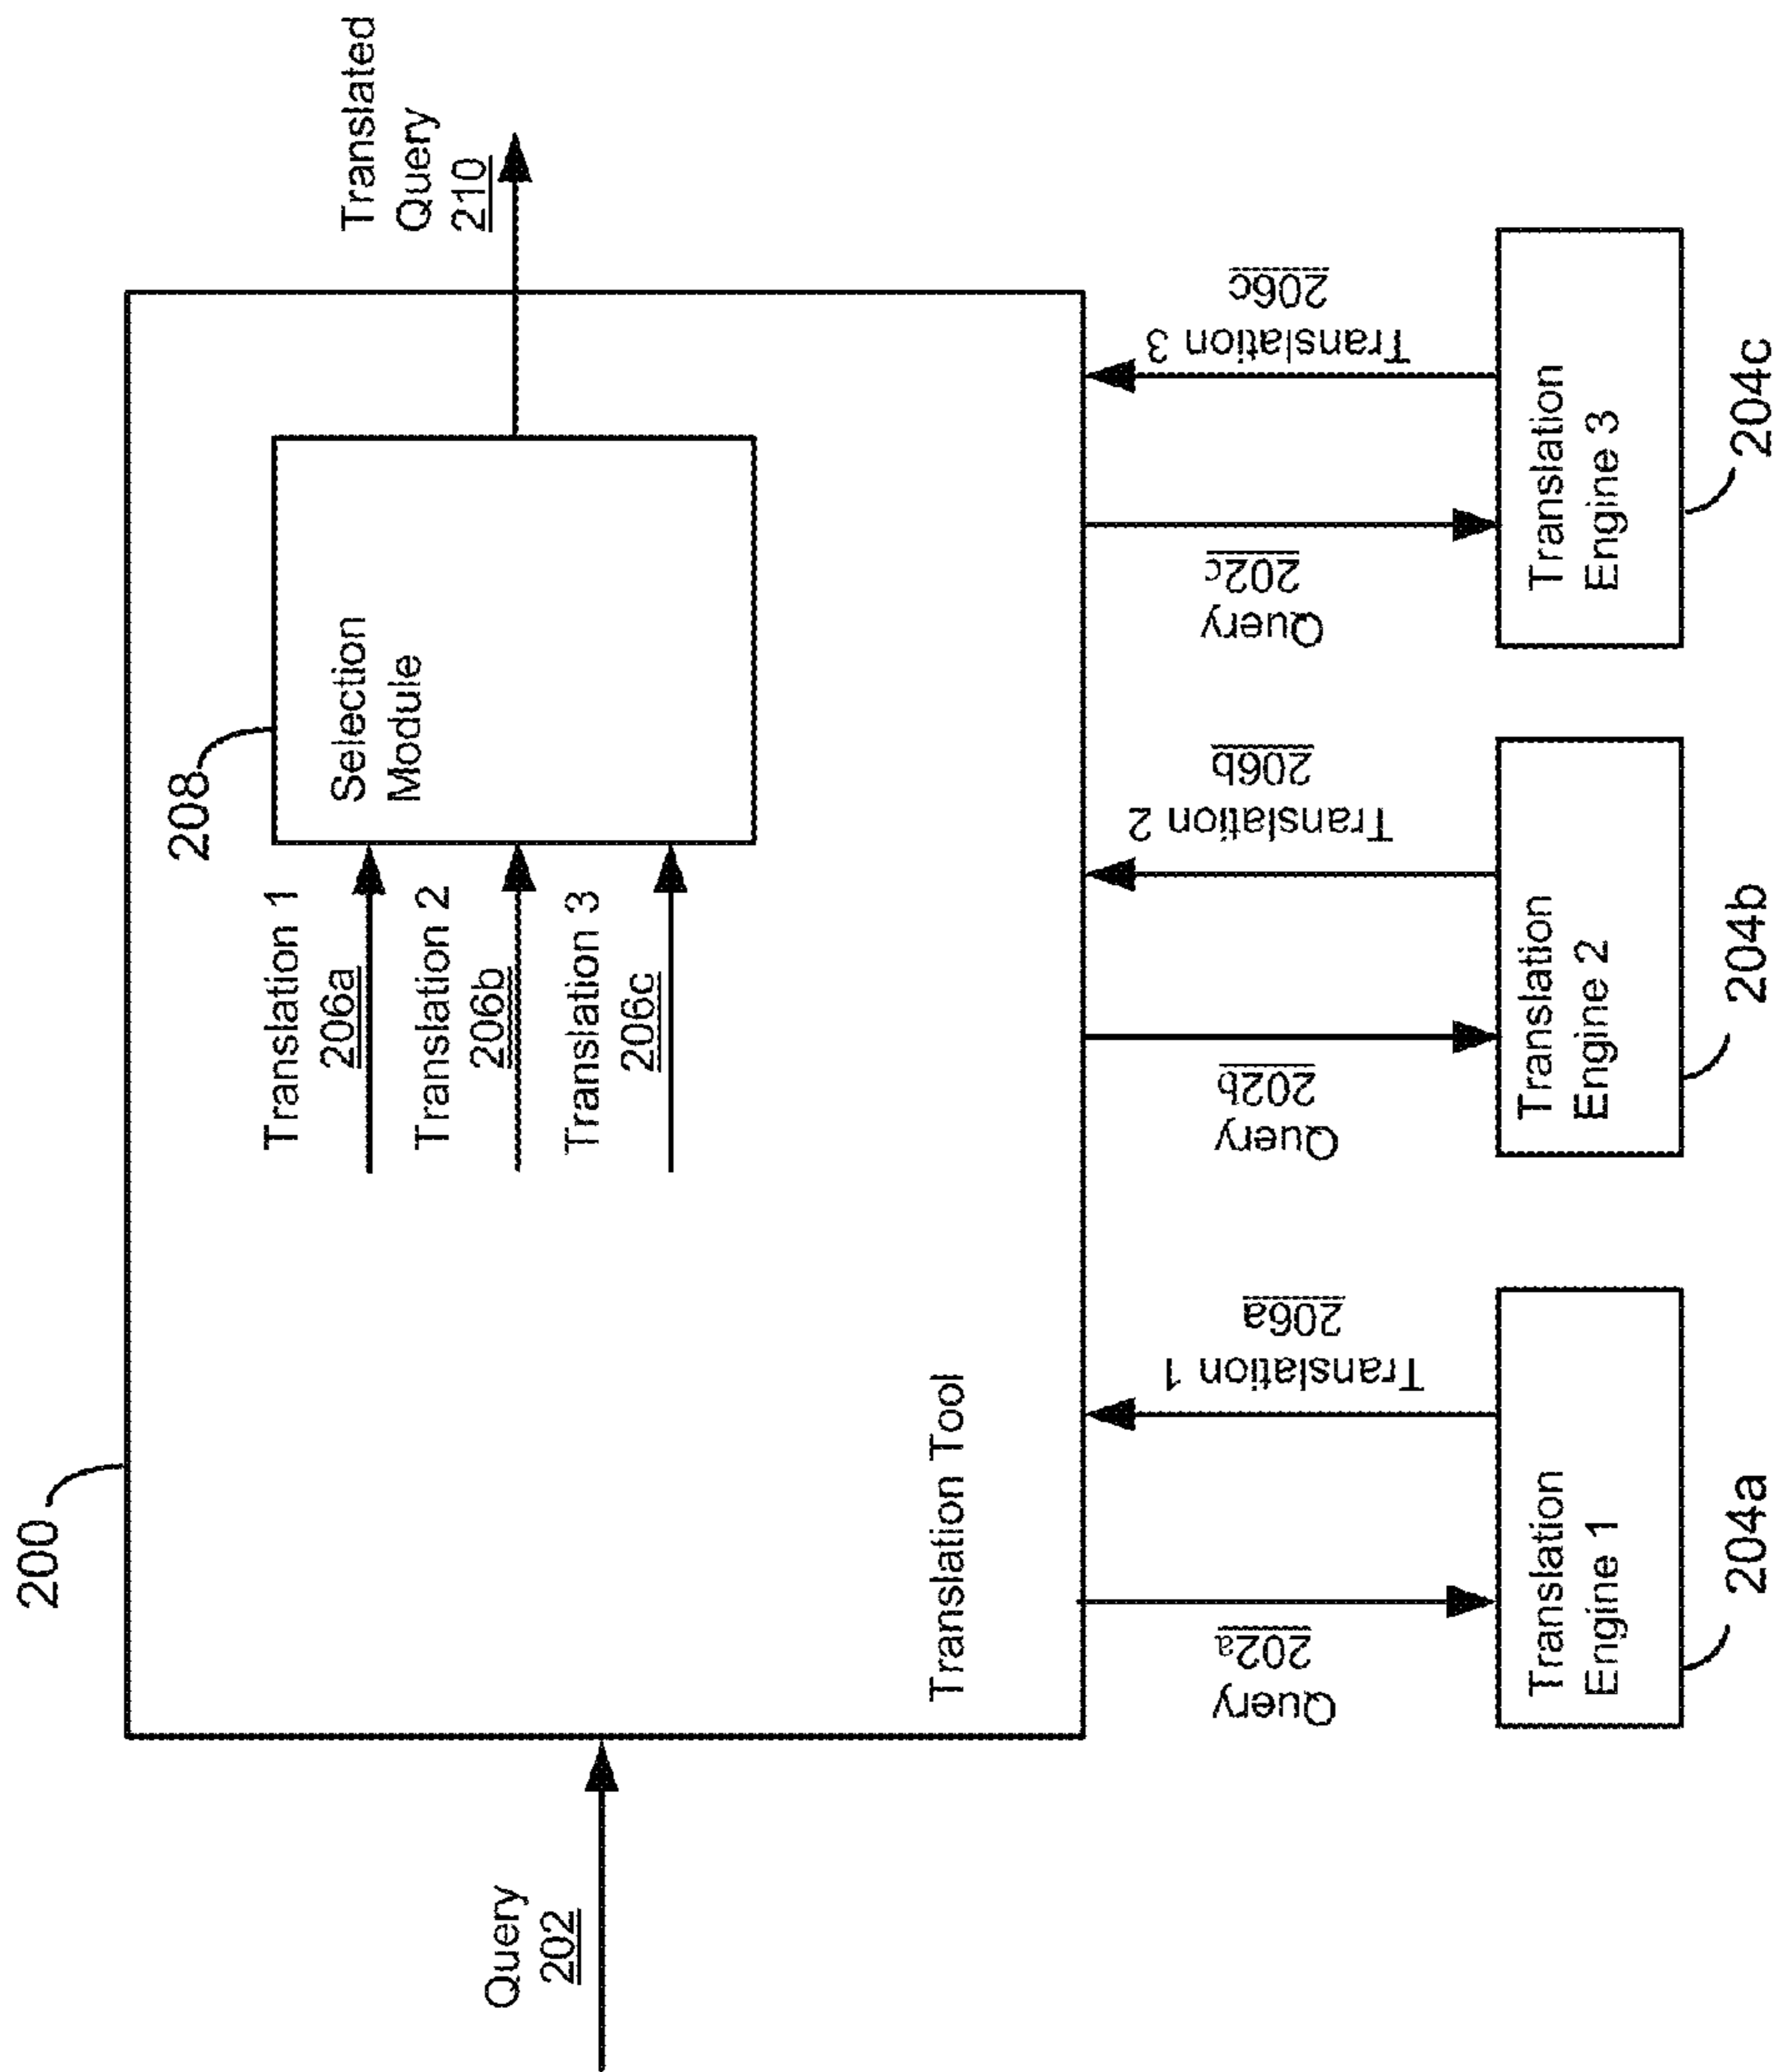 200
208
Query
202
Translation 1
206a
Translation 2
206b
Translation 3
206c
Selection
Module
Translated
Query
210
Translation Tool
Query
202a
Translation 1
206a
Query
202b
Translation 2
206b
Query
202c
Translation 3
206c
Translation
Engine 1
204a
Translation
Engine 2
204b
Translation
Engine 3
204c